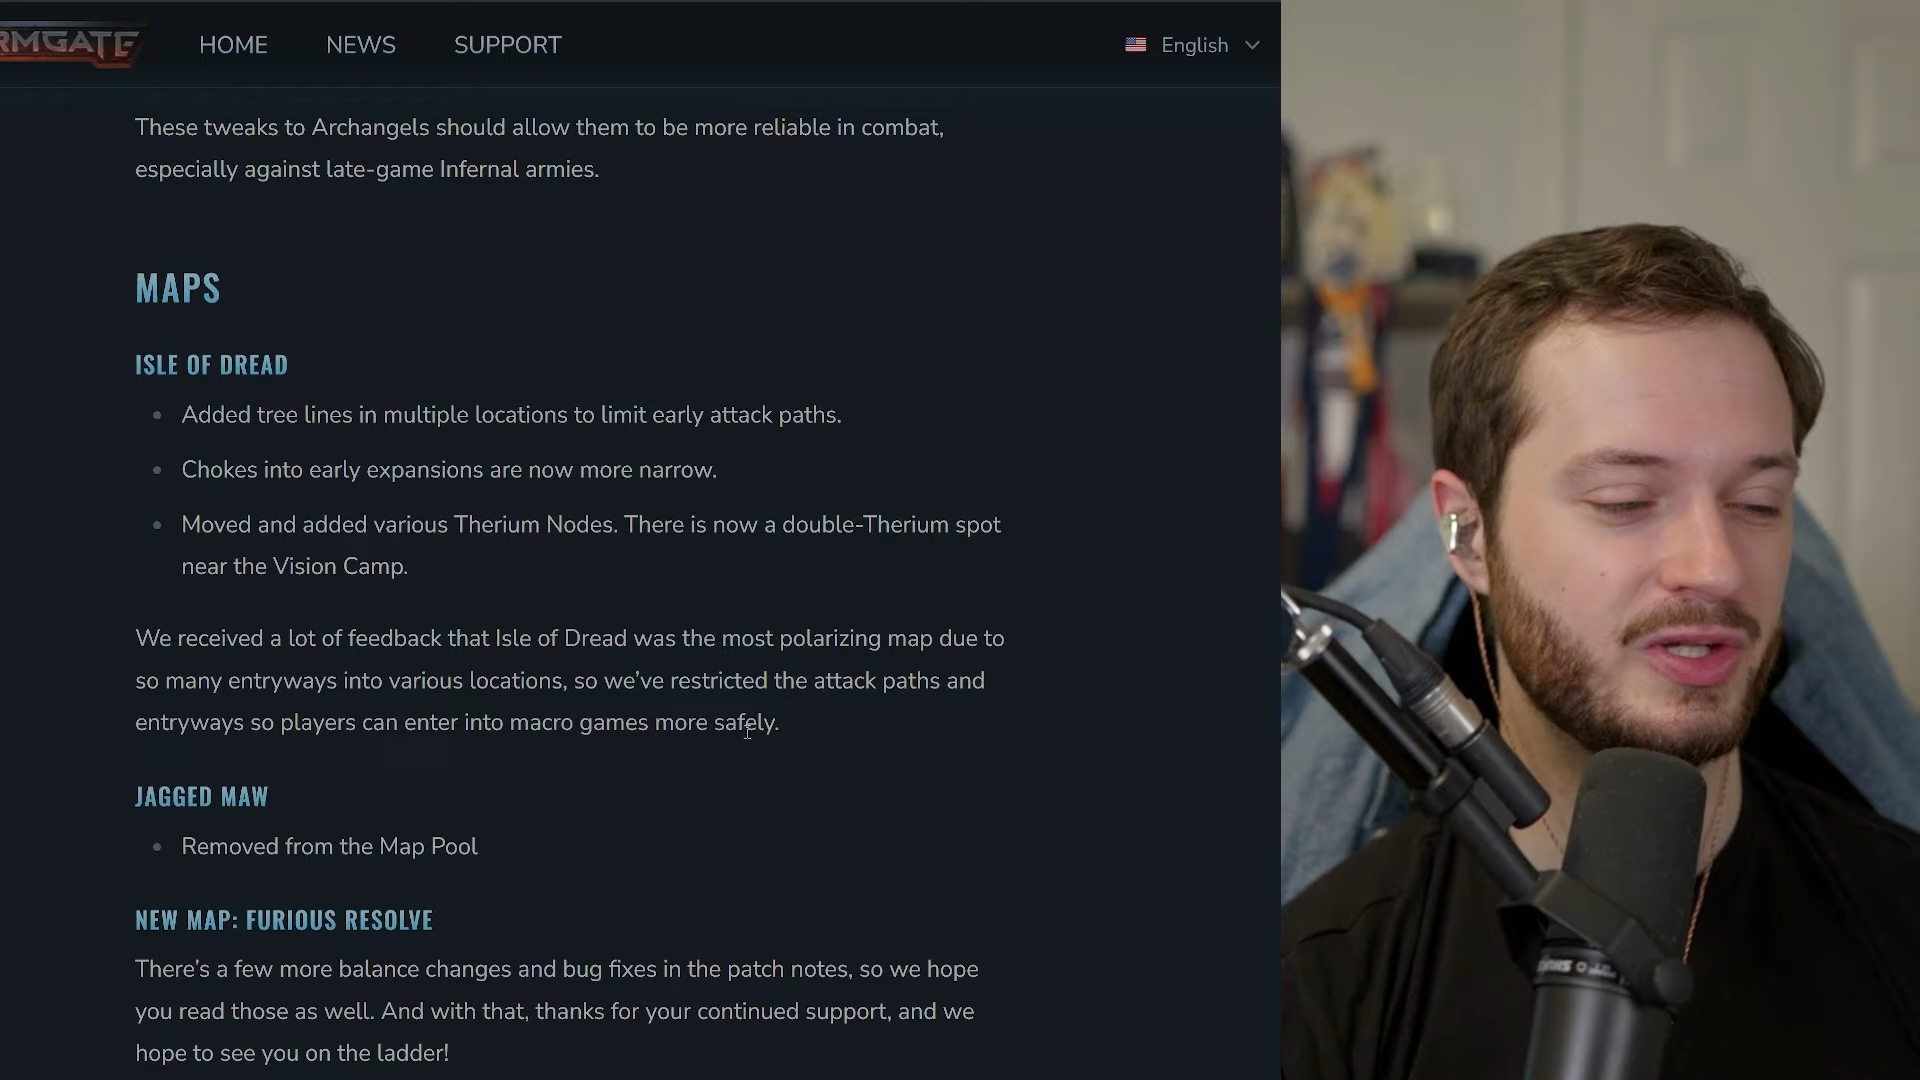 RMGATE
HOME
NEWS
SUPPORT
English
These tweaks to Archangels should allow them to be more reliable in combat,
especially against late-game Infernal armies.
MAPS
ISLE OF DREAD
Added tree lines in multiple locations to limit early attack paths.
Chokes into early expansions are now more narrow.
Moved and added various Therium Nodes. There is now a double-Therium spot
near the Vision Camp.
We received a lot of feedback that Isle of Dread was the most polarizing map due to
so many entryways into various locations, so we've restricted the attack paths and
entryways so players can enter into macro games more safely.
JAGGED MAW
Removed from the Map Pool
NEW MAP: FURIOUS RESOLVE
There's a few more balance changes and bug fixes in the patch notes, so we hope
you read those as well. And with that, thanks for your continued support, and we
hope to see you on the ladder!